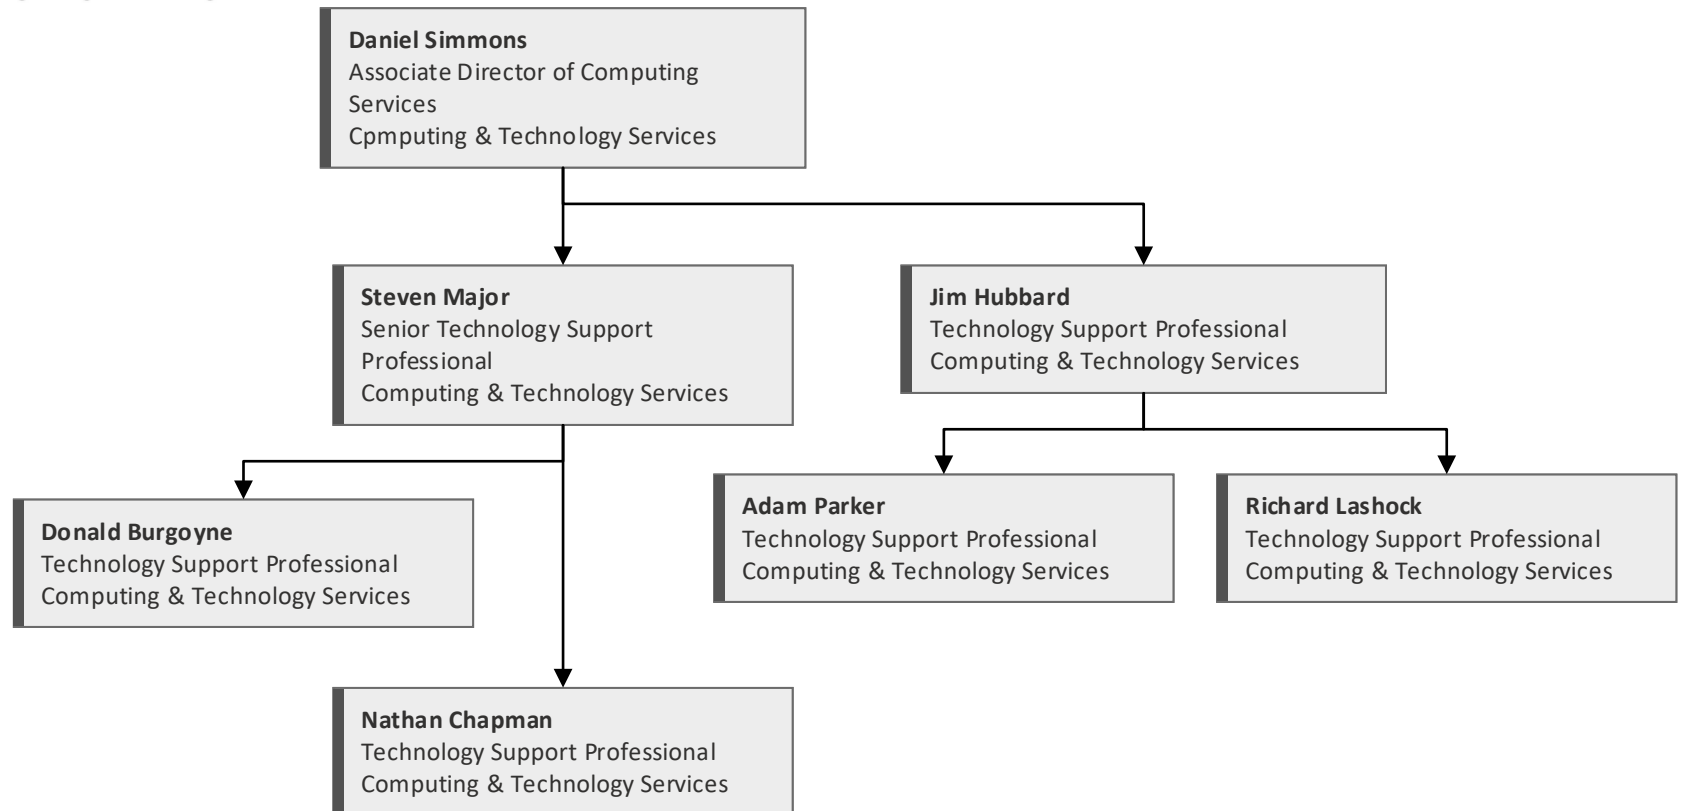 Daniel Simmons
Associate Director of Computing
Services
Cpmputing & Technology Services
Steven Major
Senior Technology Support
Professional
Computing & Technology Services
Jim Hubbard
Technology Support Professional
Computing & Technology Services
Donald Burgoyne
Technology Support Professional
Computing & Technology Services
Adam Parker
Technology Support Professional
Computing & Technology Services
Richard Lashock
Technology Support Professional
Computing & Technology Services
Nathan Chapman
Technology Support Professional
Computing & Technology Services